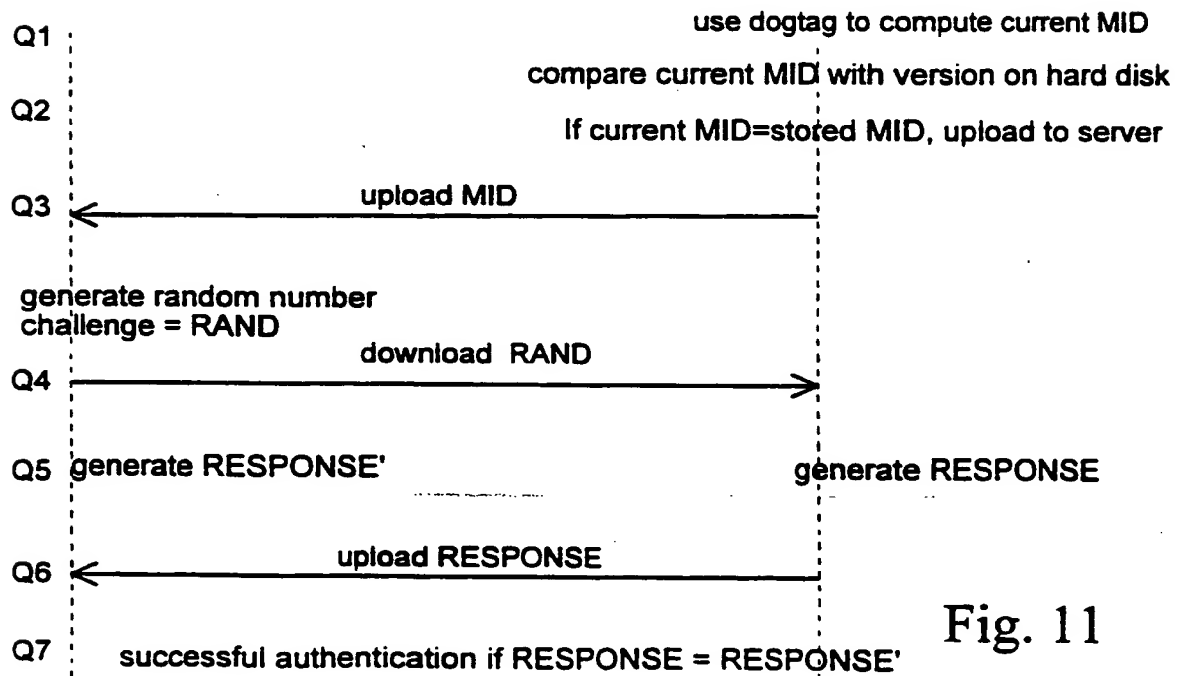 Q1
use dogtag to compute current MID
compare current MID with version on hard disk
Q2
If current MID=stored MID, upload to server
Q3
upload MID
generate random number
challenge = RAND
download RAND
Q4
Q5
generate RESPONSE'
generate RESPONSE
upload RESPONSE
Q6
Fig. 11
Q7
successful authentication if RESPONSE = RESPONSE'